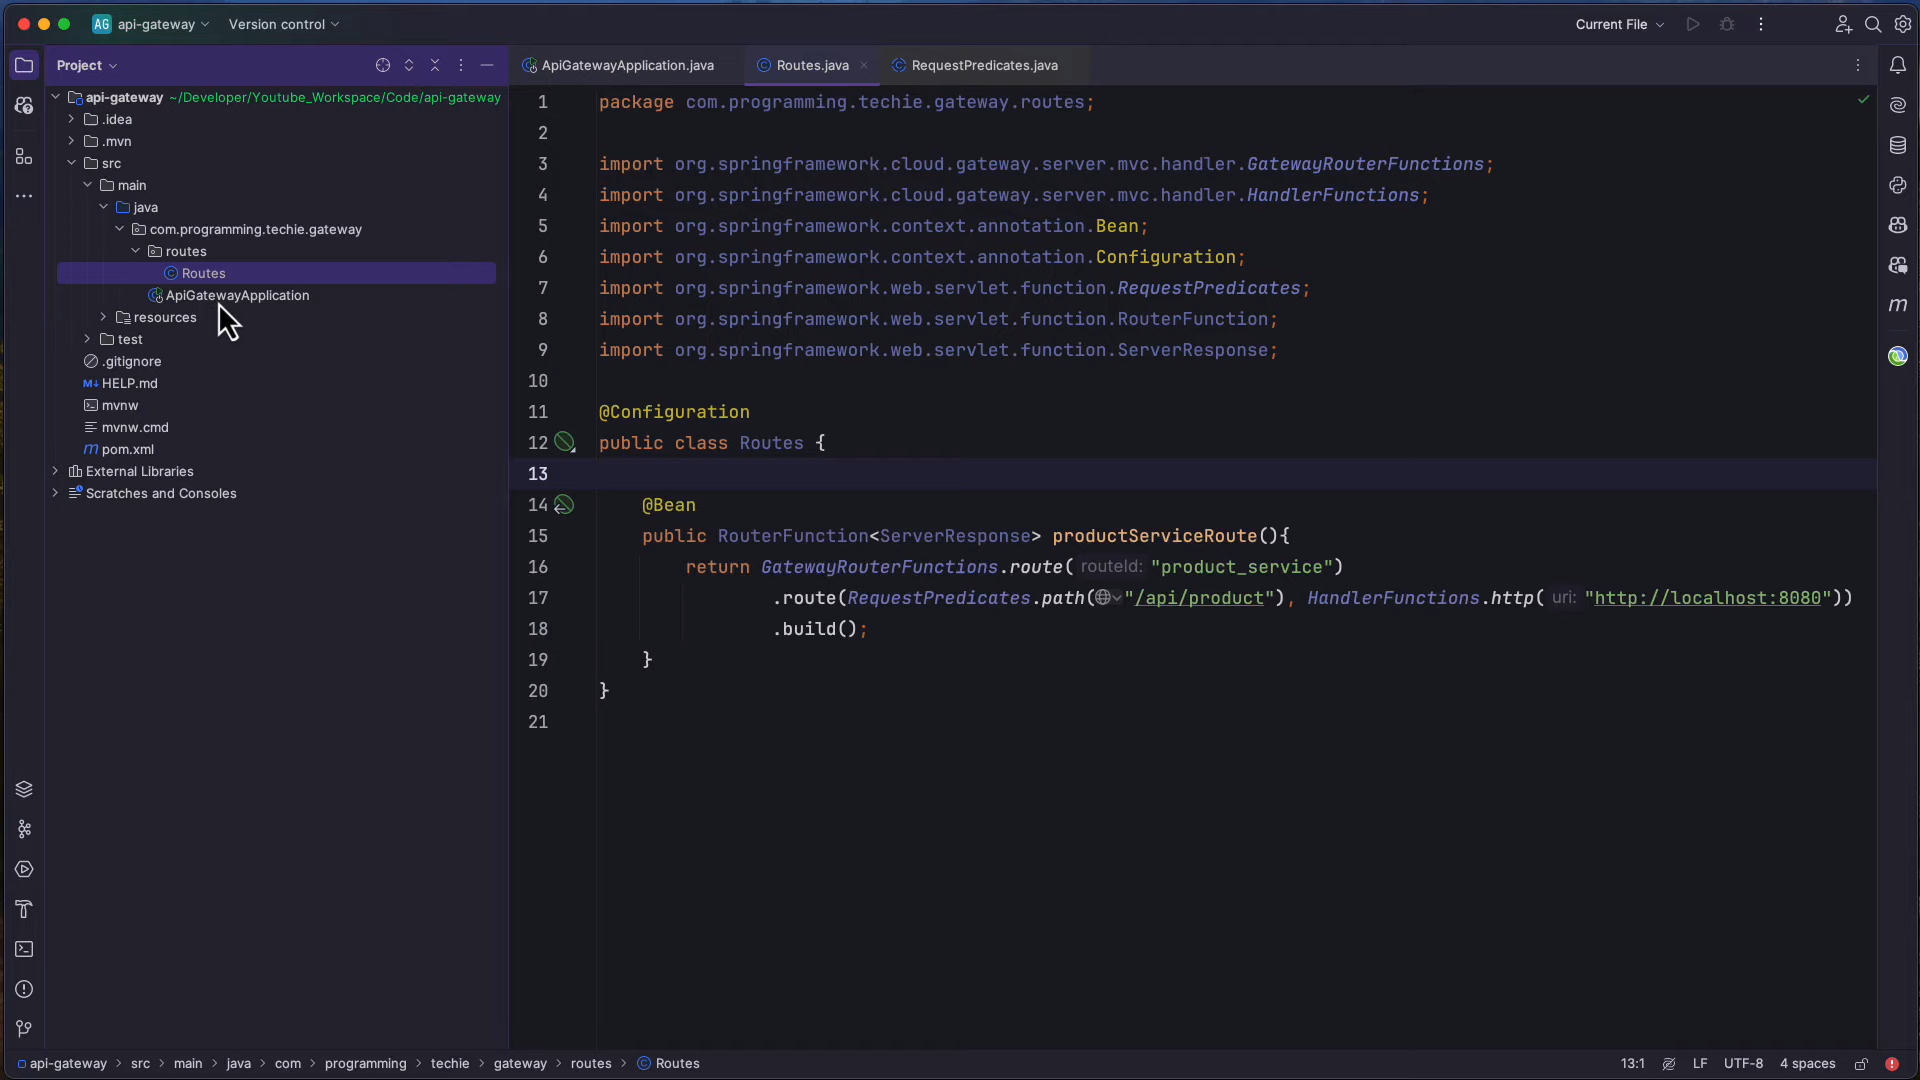 AG api-gateway Version control Current File
Project
ApiGatewayApplication.java Routes.java RequestPredicates.java
api-gateway ~/Developer/Youtube_Workspace/Code/api-gateway
.idea
.mvn
src
main
java
com.programming.techie.gateway
routes
Routes
ApiGatewayApplication
resources
test
.gitignore
M↓ HELP.md
mvnw
mvnw.cmd
m pom.xml
External Libraries
Scratches and Consoles
1 package com.programming.techie.gateway.routes;
2
3 import org.springframework.cloud.gateway.server.mvc.handler.GatewayRouterFunctions;
4 import org.springframework.cloud.gateway.server.mvc.handler.HandlerFunctions;
5 import org.springframework.context.annotation.Bean;
6 import org.springframework.context.annotation.Configuration;
7 import org.springframework.web.servlet.function.RequestPredicates;
8 import org.springframework.web.servlet.function.RouterFunction;
9 import org.springframework.web.servlet.function.ServerResponse;
10
11 @Configuration
12 public class Routes {
13
14 @Bean
15 public RouterFunction<ServerResponse> productServiceRoute(){
16 return GatewayRouterFunctions.route( routeId: "product_service")
17 .route(RequestPredicates.path("/api/product"), HandlerFunctions.http( uri: "http://localhost:8080"))
18 .build();
19 }
20 }
21
m
api-gateway > src > main > java > com > programming > techie > gateway > routes > Routes
13:1 LF UTF-8 4 spaces